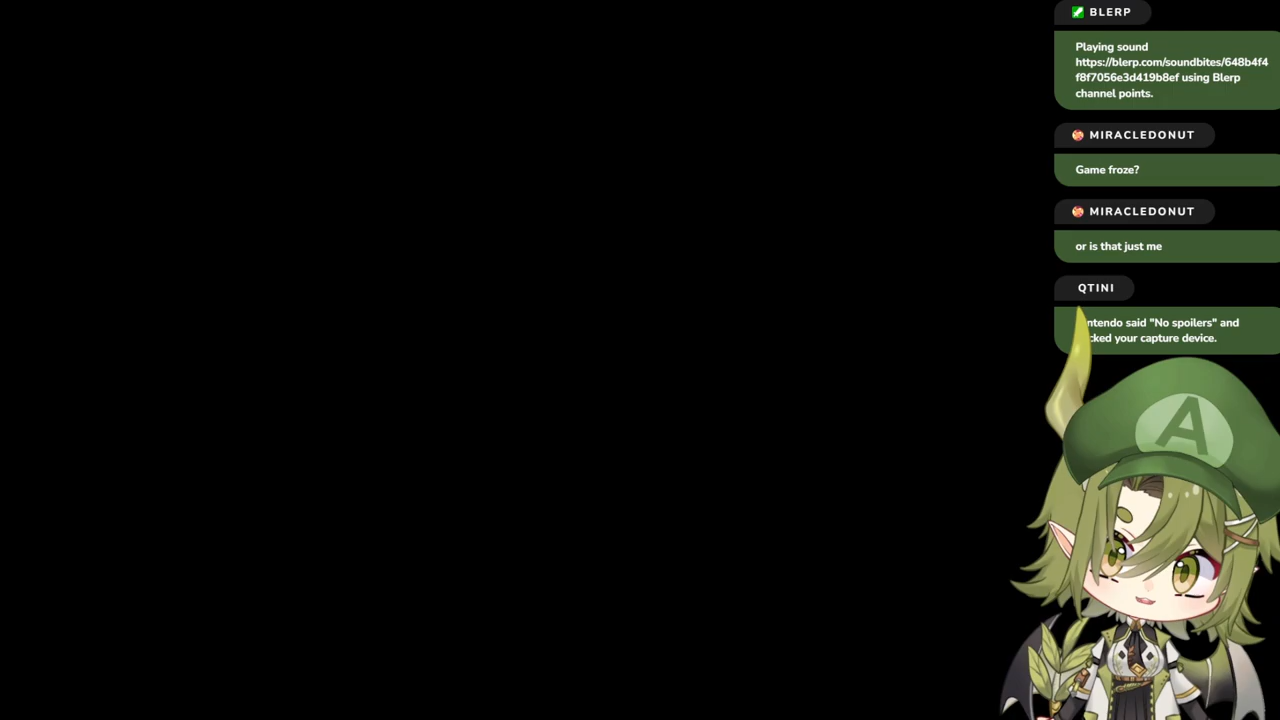 BLERP
Playing sound
https://blerp.com/soundbites/648b4f4
f8f7056e3d419b8ef using Blerp
channel points.
MIRACLEDONUT
Game froze?
MIRACLEDONUT
or is that just me
QTINI
ntendo said "No spoilers" and
cked your capture device.
A